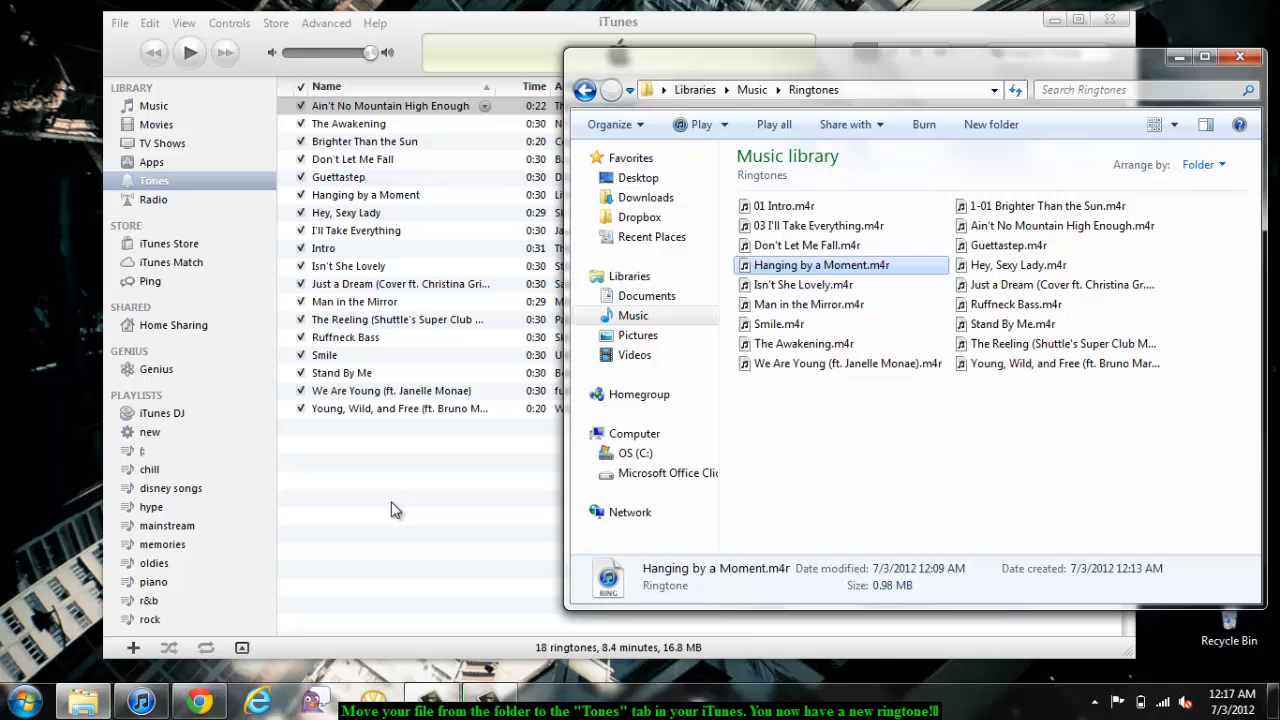 File Edit View Controls Store Advanced Help
iTunes
LIBRARY
Music
Movies
TV Shows
Apps
Tones
Radio
STORE
iTunes Store
iTunes Match
Ping
SHARED
Home Sharing
GENIUS
Genius
PLAYLISTS
iTunes DJ
new
(:
chill
disney songs
hype
mainstream
memories
oldies
piano
r&b
rock
Name Time
Ain't No Mountain High Enough 0:22
The Awakening 0:30
Brighter Than the Sun 0:20
Don't Let Me Fall 0:30
Guettastep 0:30
Hanging by a Moment 0:30
Hey, Sexy Lady 0:29
I'll Take Everything 0:30
Intro 0:31
Isn't She Lovely 0:30
Just a Dream (Cover ft. Christina Gri... 0:30
Man in the Mirror 0:29
The Reeling (Shuttle's Super Club ... 0:30
Ruffneck Bass 0:30
Smile 0:30
Stand By Me 0:30
We Are Young (ft. Janelle Monae) 0:30
Young, Wild, and Free (ft. Bruno M... 0:20
18 ringtones, 8.4 minutes, 16.8 MB
Libraries Music Ringtones
Search Ringtones
Organize Play Play all Share with Burn New folder
Favorites
Desktop
Downloads
Dropbox
Recent Places
Libraries
Documents
Music
Pictures
Videos
Homegroup
Computer
OS (C:)
Microsoft Office Clic
Network
Music library
Ringtones
Arrange by: Folder
01 Intro.m4r 1-01 Brighter Than the Sun.m4r
03 I'll Take Everything.m4r Ain't No Mountain High Enough.m4r
Don't Let Me Fall.m4r Guettastep.m4r
Hanging by a Moment.m4r Hey, Sexy Lady.m4r
Isn't She Lovely.m4r Just a Dream (Cover ft. Christina Gr....
Man in the Mirror.m4r Ruffneck Bass.m4r
Smile.m4r Stand By Me.m4r
The Awakening.m4r The Reeling (Shuttle's Super Club M...
We Are Young (ft. Janelle Monae).m4r Young, Wild, and Free (ft. Bruno Mar...
RING
Hanging by a Moment.m4r Date modified: 7/3/2012 12:09 AM Date created: 7/3/2012 12:13 AM
Ringtone Size: 0.98 MB
Recycle Bin
Move your file from the folder to the "Tones" tab in your iTunes. You now have a new ringtone!
12:17 AM
7/3/2012